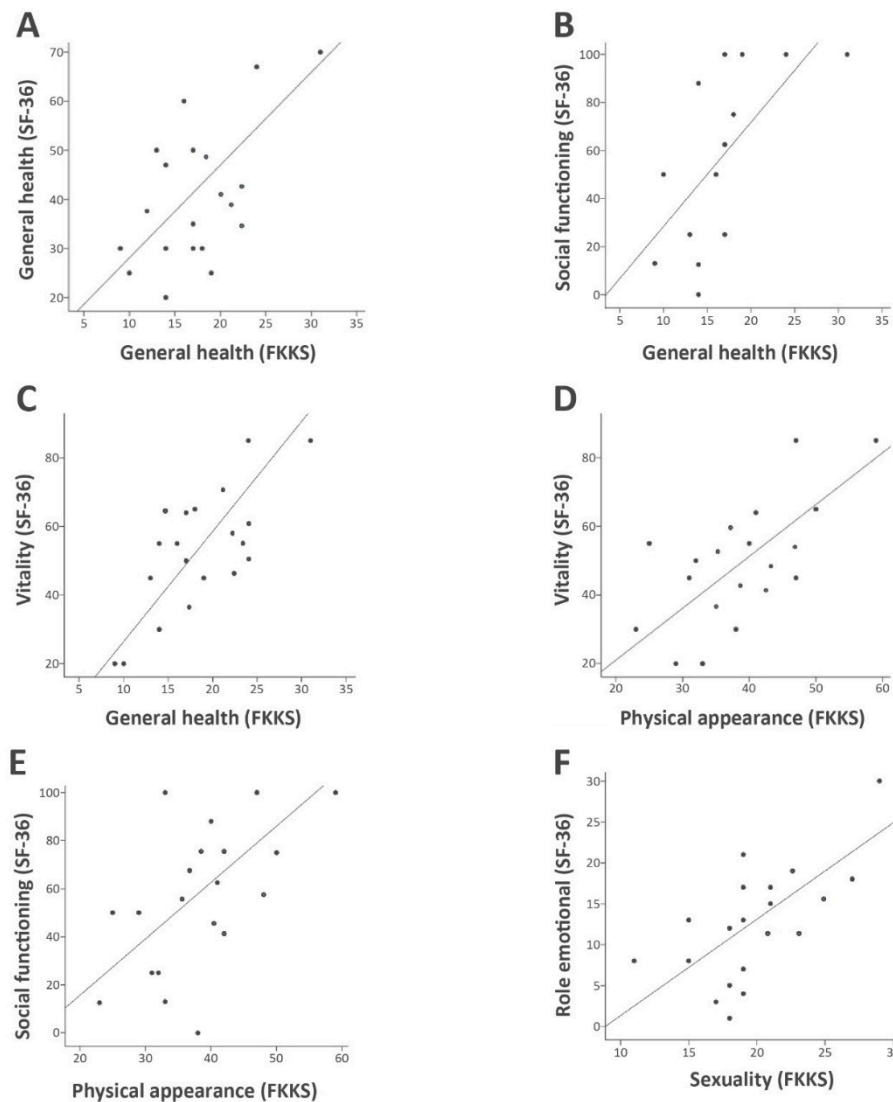 A
General health (SF-36)
70
60
50
40
30
20
5 10 15 20 25 30 35
General health (FKKS)
B
Social functioning (SF-36)
100
80
60
40
20
0
5 10 15 20 25 30 35
General health (FKKS)
C
Vitality (SF-36)
80
60
40
20
5 10 15 20 25 30 35
General health (FKKS)
D
Vitality (SF-36)
80
60
40
20
20 30 40 50 60
Physical appearance (FKKS)
E
Social functioning (SF-36)
100
80
60
40
20
0
20 30 40 50 60
Physical appearance (FKKS)
F
Role emotional (SF-36)
30
25
20
15
10
5
0
10 15 20 25
Sexuality (FKKS)